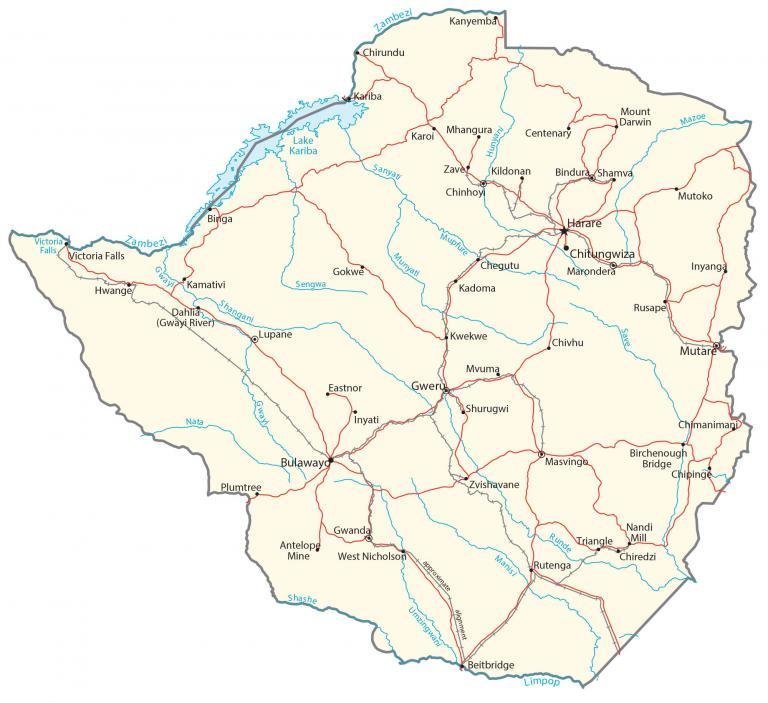 Zambezi
Kanyemba
Chirundu
Kariba
Lake
Kariba
Karoi
Mhangura
Hunyani
Centenary
Mount
Darwin
Mazoe
Zave
Kildonan
Chinhoyi
Bindura
Shamva
Sanyati
Mutoko
Binga
Harare
Victoria
Falls
Victoria Falls
Zambezi
Gwayi
Mupfure
Munyati
Chitungwiza
Marondera
Chegutu
Inyanga
Hwange
Kamativi
Gokwe
Sengwa
Kadoma
Rusape
Dahlia
(Gwayi River)
Shangani
Lupane
Kwekwe
Chivhu
Save
Mutare
Mvuma
Gweru
Eastnor
Inyati
Shurugwi
Gwayi
Nata
Chimanimani
Bulawayo
Masvingo
Birchenough
Bridge
Chipinge
Plumtree
Zvishavane
Gwanda
Antelope
Mine
West Nicholson
Runde
Triangle
Nandi
Mill
Chiredzi
Manisi
Rutenga
approximate
alignment
Shashe
Umzingwani
Beitbridge
Limpop